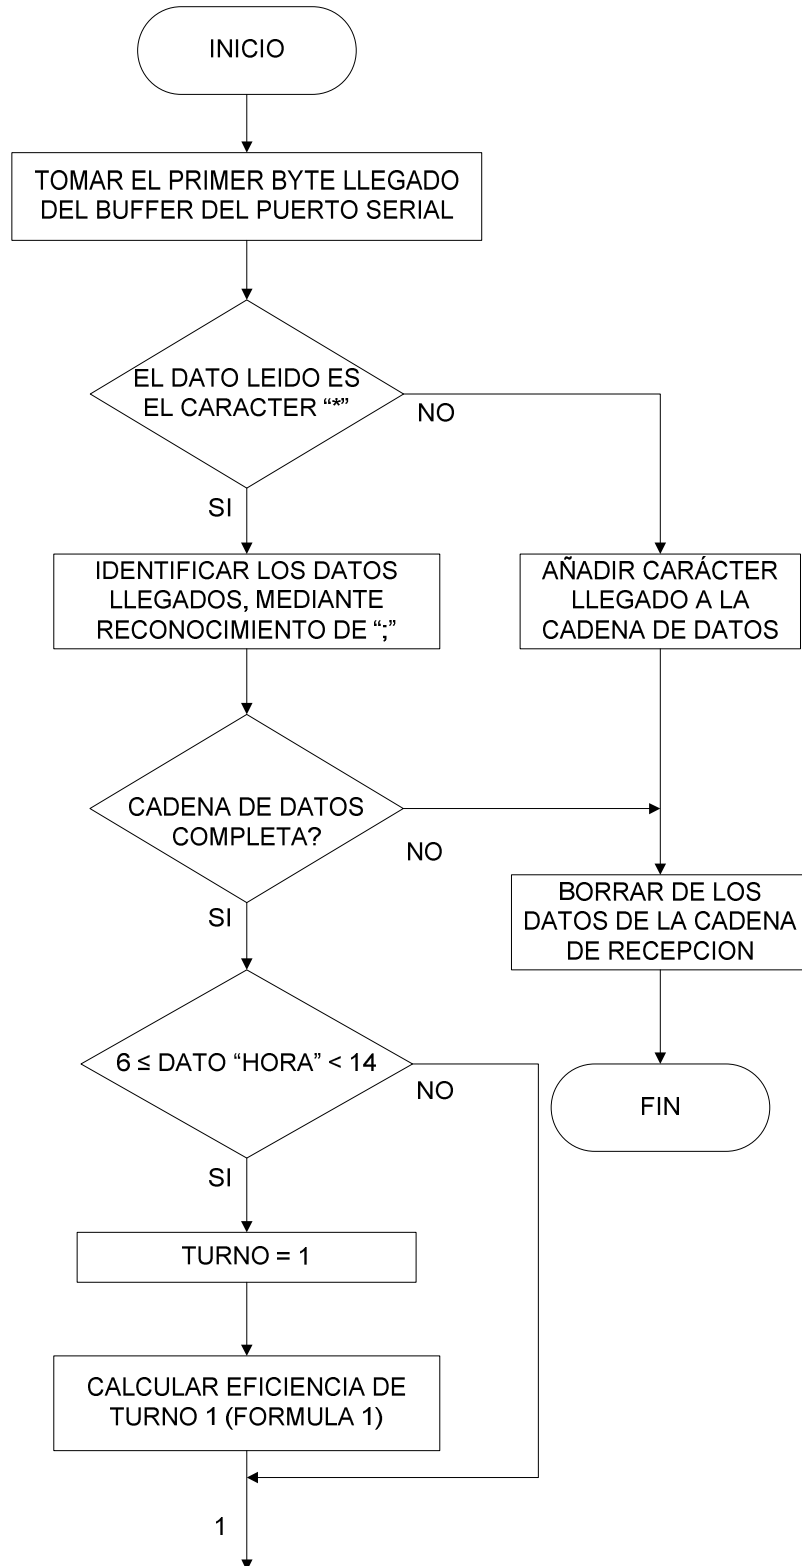 INICIO
TOMAR EL PRIMER BYTE LLEGADO
DEL BUFFER DEL PUERTO SERIAL
EL DATO LEIDO ES
EL CARACTER “*”
NO
SI
IDENTIFICAR LOS DATOS
LLEGADOS, MEDIANTE
RECONOCIMIENTO DE “;”
AÑADIR CARÁCTER
LLEGADO A LA
CADENA DE DATOS
CADENA DE DATOS
COMPLETA?
NO
SI
BORRAR DE LOS
DATOS DE LA CADENA
DE RECEPCION
6 ≤ DATO “HORA” < 14
NO
SI
FIN
TURNO = 1
CALCULAR EFICIENCIA DE
TURNO 1 (FORMULA 1)
1